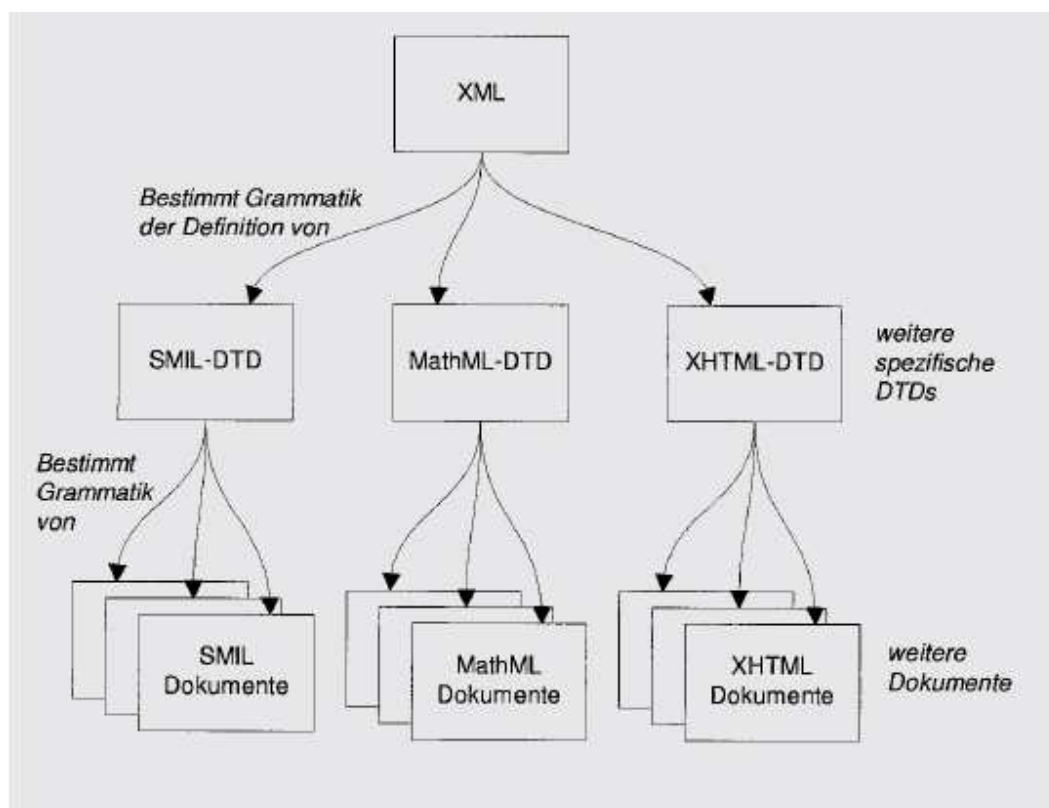 XML
Bestimmt Grammatik
der Definition von
SMIL-DTD
MathML-DTD
XHTML-DTD
weitere
spezifische
DTDs
Bestimmt
Grammatik
von
SMIL
Dokumente
MathML
Dokumente
XHTML
Dokumente
weitere
Dokumente